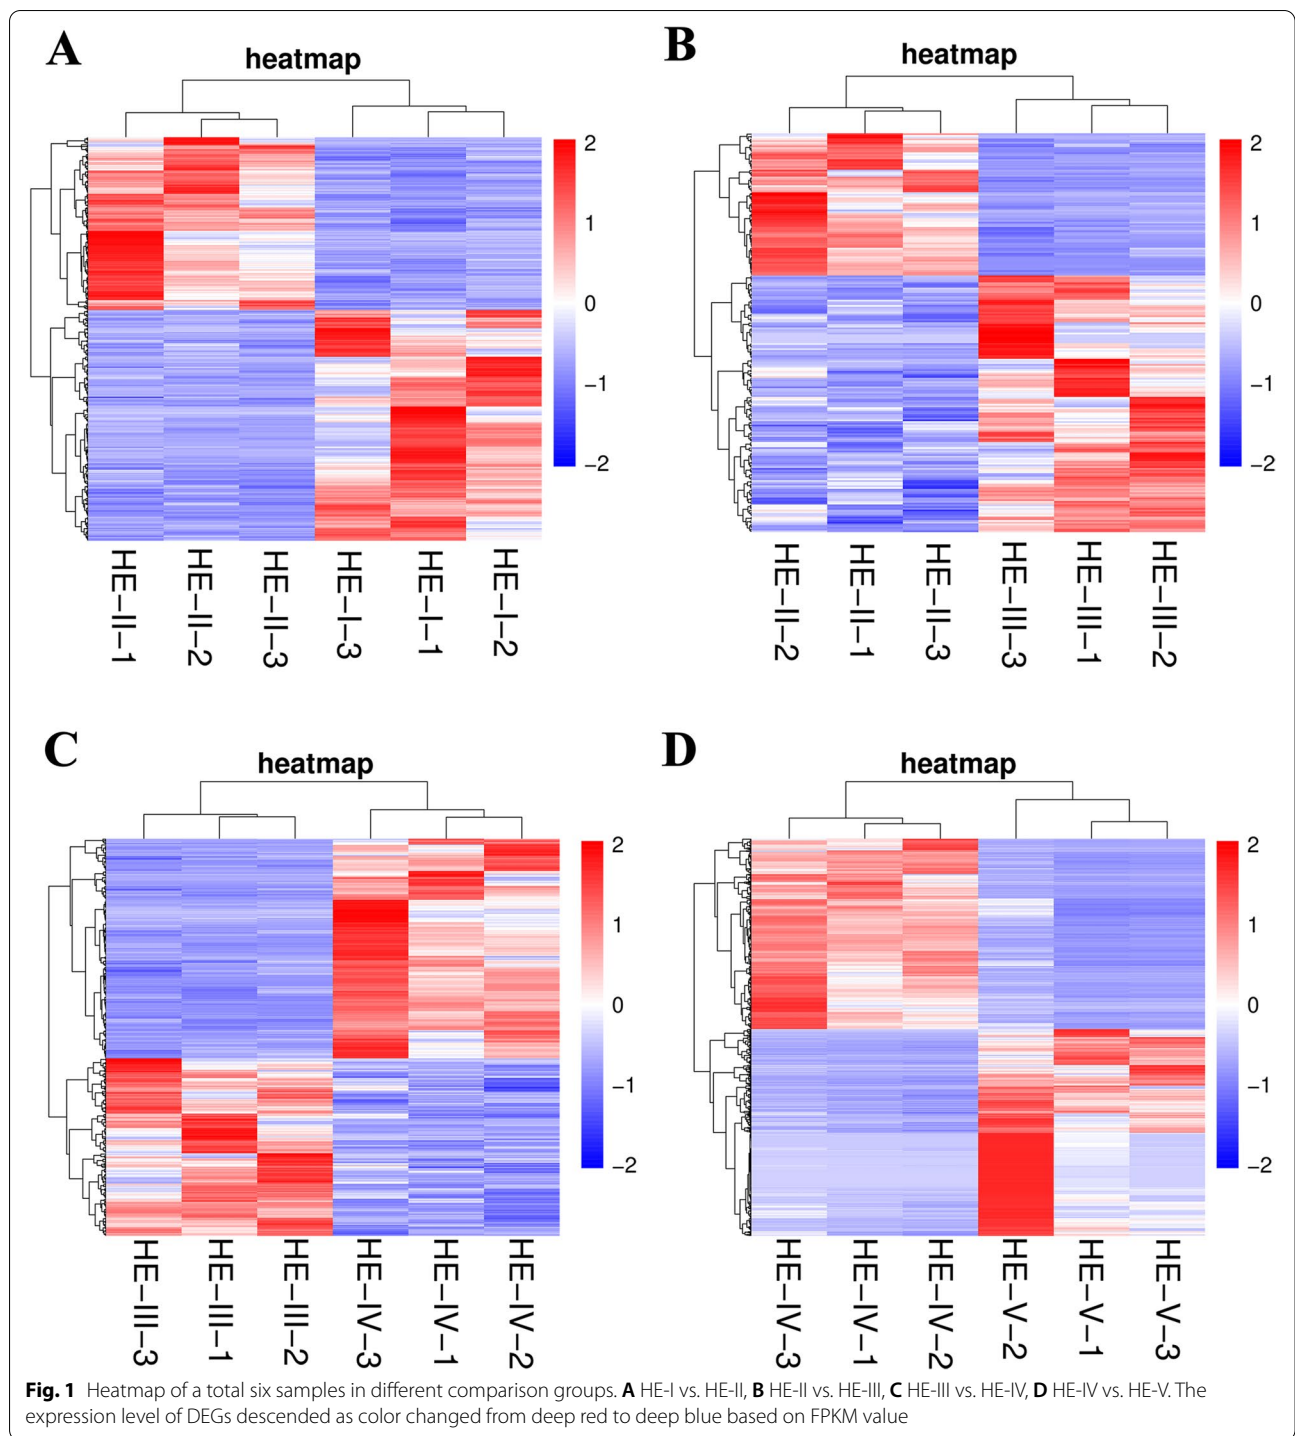 A
heatmap
2
1
0
−1
−2
HE−II−1
HE−II−2
HE−II−3
HE−I−3
HE−I−1
HE−I−2
B
heatmap
2
1
0
−1
−2
HE−II−2
HE−II−1
HE−II−3
HE−III−3
HE−III−1
HE−III−2
C
heatmap
2
1
0
−1
−2
HE−III−3
HE−III−1
HE−III−2
HE−IV−3
HE−IV−1
HE−IV−2
D
heatmap
2
1
0
−1
−2
HE−IV−3
HE−IV−1
HE−IV−2
HE−V−2
HE−V−1
HE−V−3
Fig. 1 Heatmap of a total six samples in different comparison groups. A HE-I vs. HE-II, B HE-II vs. HE-III, C HE-III vs. HE-IV, D HE-IV vs. HE-V. The
expression level of DEGs descended as color changed from deep red to deep blue based on FPKM value